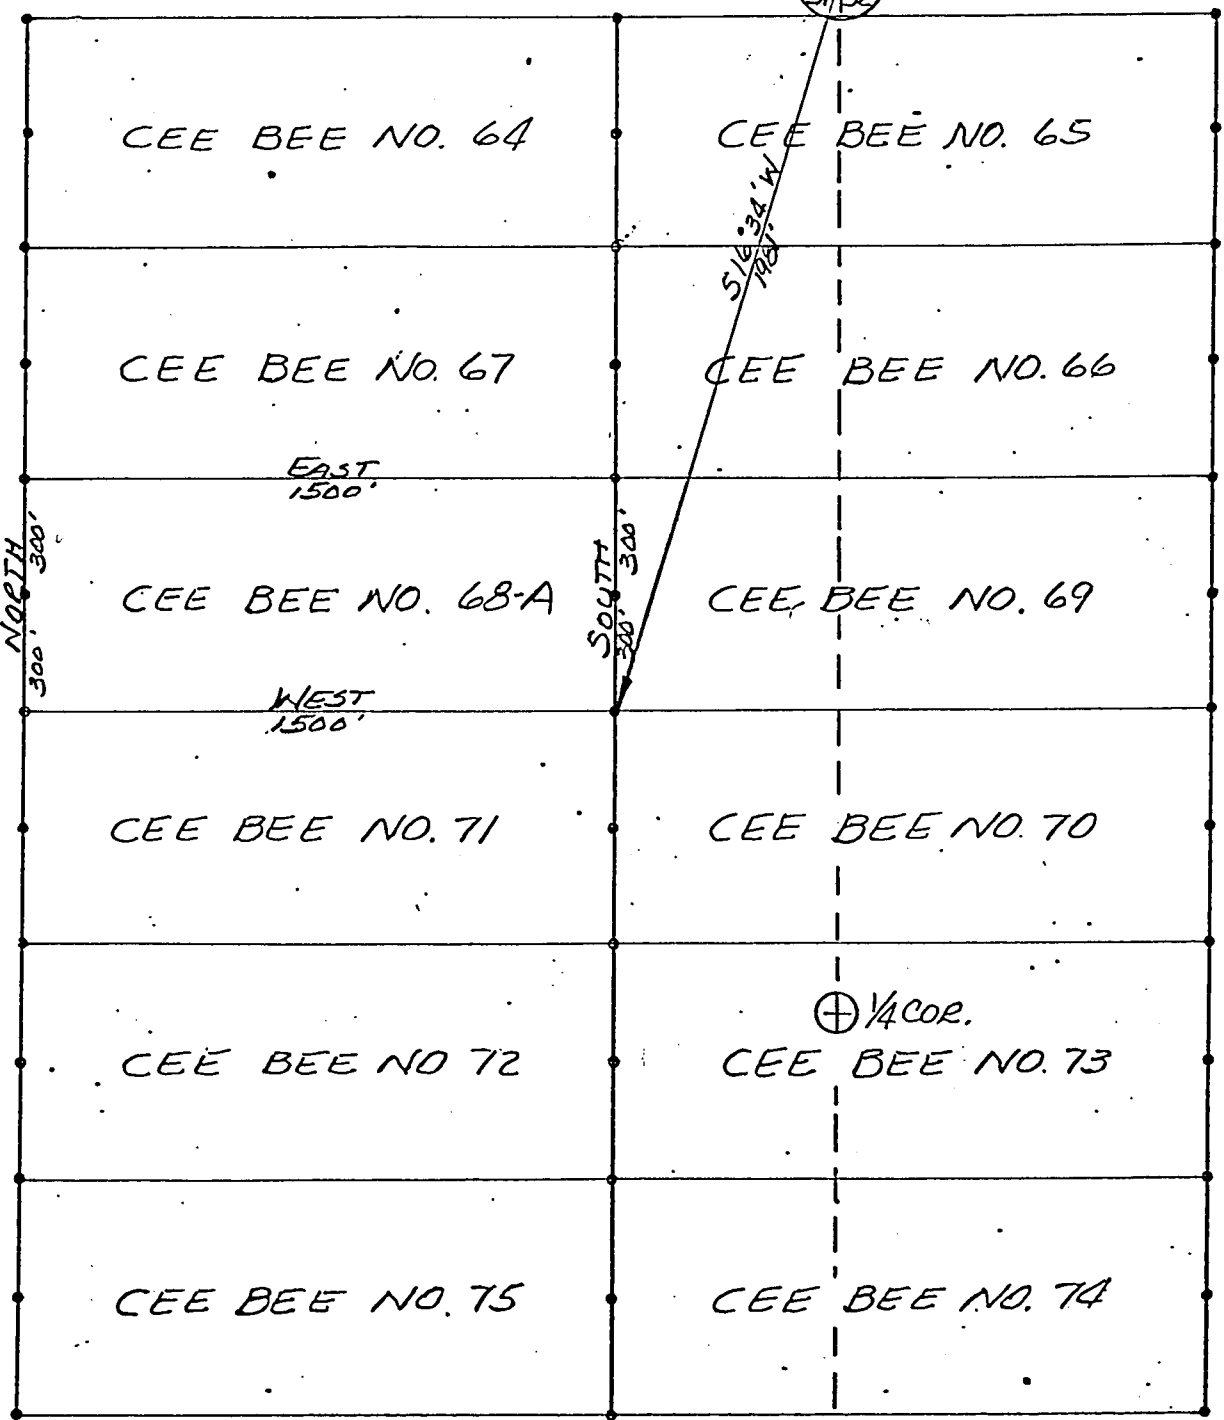 CEE BEE NO. 64
CEE BEE NO. 65
S16°34'W
1981'
CEE BEE NO. 67
CEE BEE NO. 66
EAST
1500'
NORTH
300'
300'
SOUTH
300'
300'
CEE BEE NO. 68-A
CEE BEE NO. 69
WEST
1500'
CEE BEE NO. 71
CEE BEE NO. 70
1/4 COR.
CEE BEE NO 72
CEE BEE NO. 73
CEE BEE NO. 75
CEE BEE NO. 74